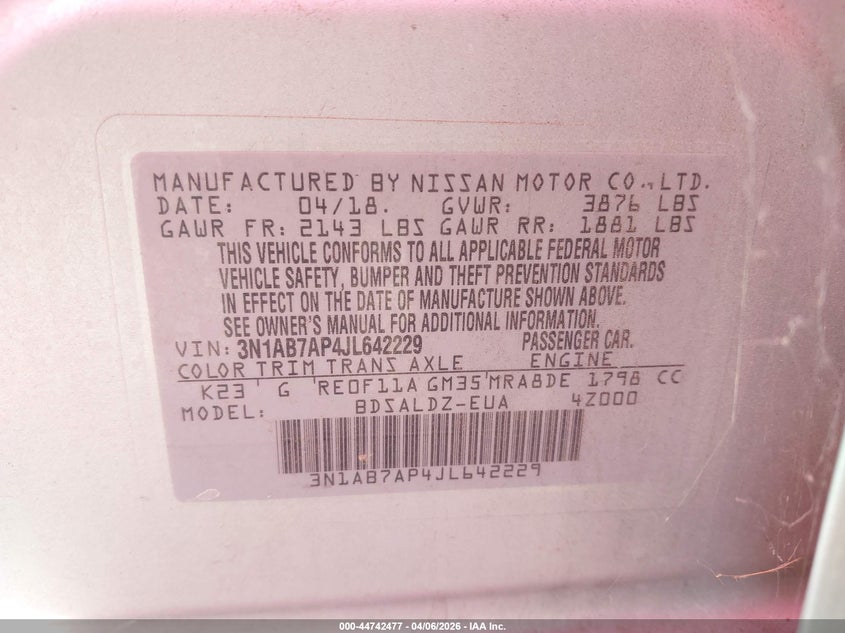 MANUFACTURED BY NISSAN MOTOR CO., LTD.
DATE: 04/18. GVWR: 3876 LBS
GAWR FR: 2143 LBS GAWR RR: 1881 LBS
THIS VEHICLE CONFORMS TO ALL APPLICABLE FEDERAL MOTOR
VEHICLE SAFETY, BUMPER AND THEFT PREVENTION STANDARDS
IN EFFECT ON THE DATE OF MANUFACTURE SHOWN ABOVE.
SEE OWNER'S MANUAL FOR ADDITIONAL INFORMATION.
VIN: 3N1AB7AP4JL642229 PASSENGER CAR.
COLOR TRIM TRANS AXLE ENGINE
K23 G RE0F11A GM35 MRA8DE 1798 CC
MODEL: BDSALDZ-EUA 4Z000
3N1AB7AP4JL642229
000-44742477 - 04/06/2026 - IAA Inc.